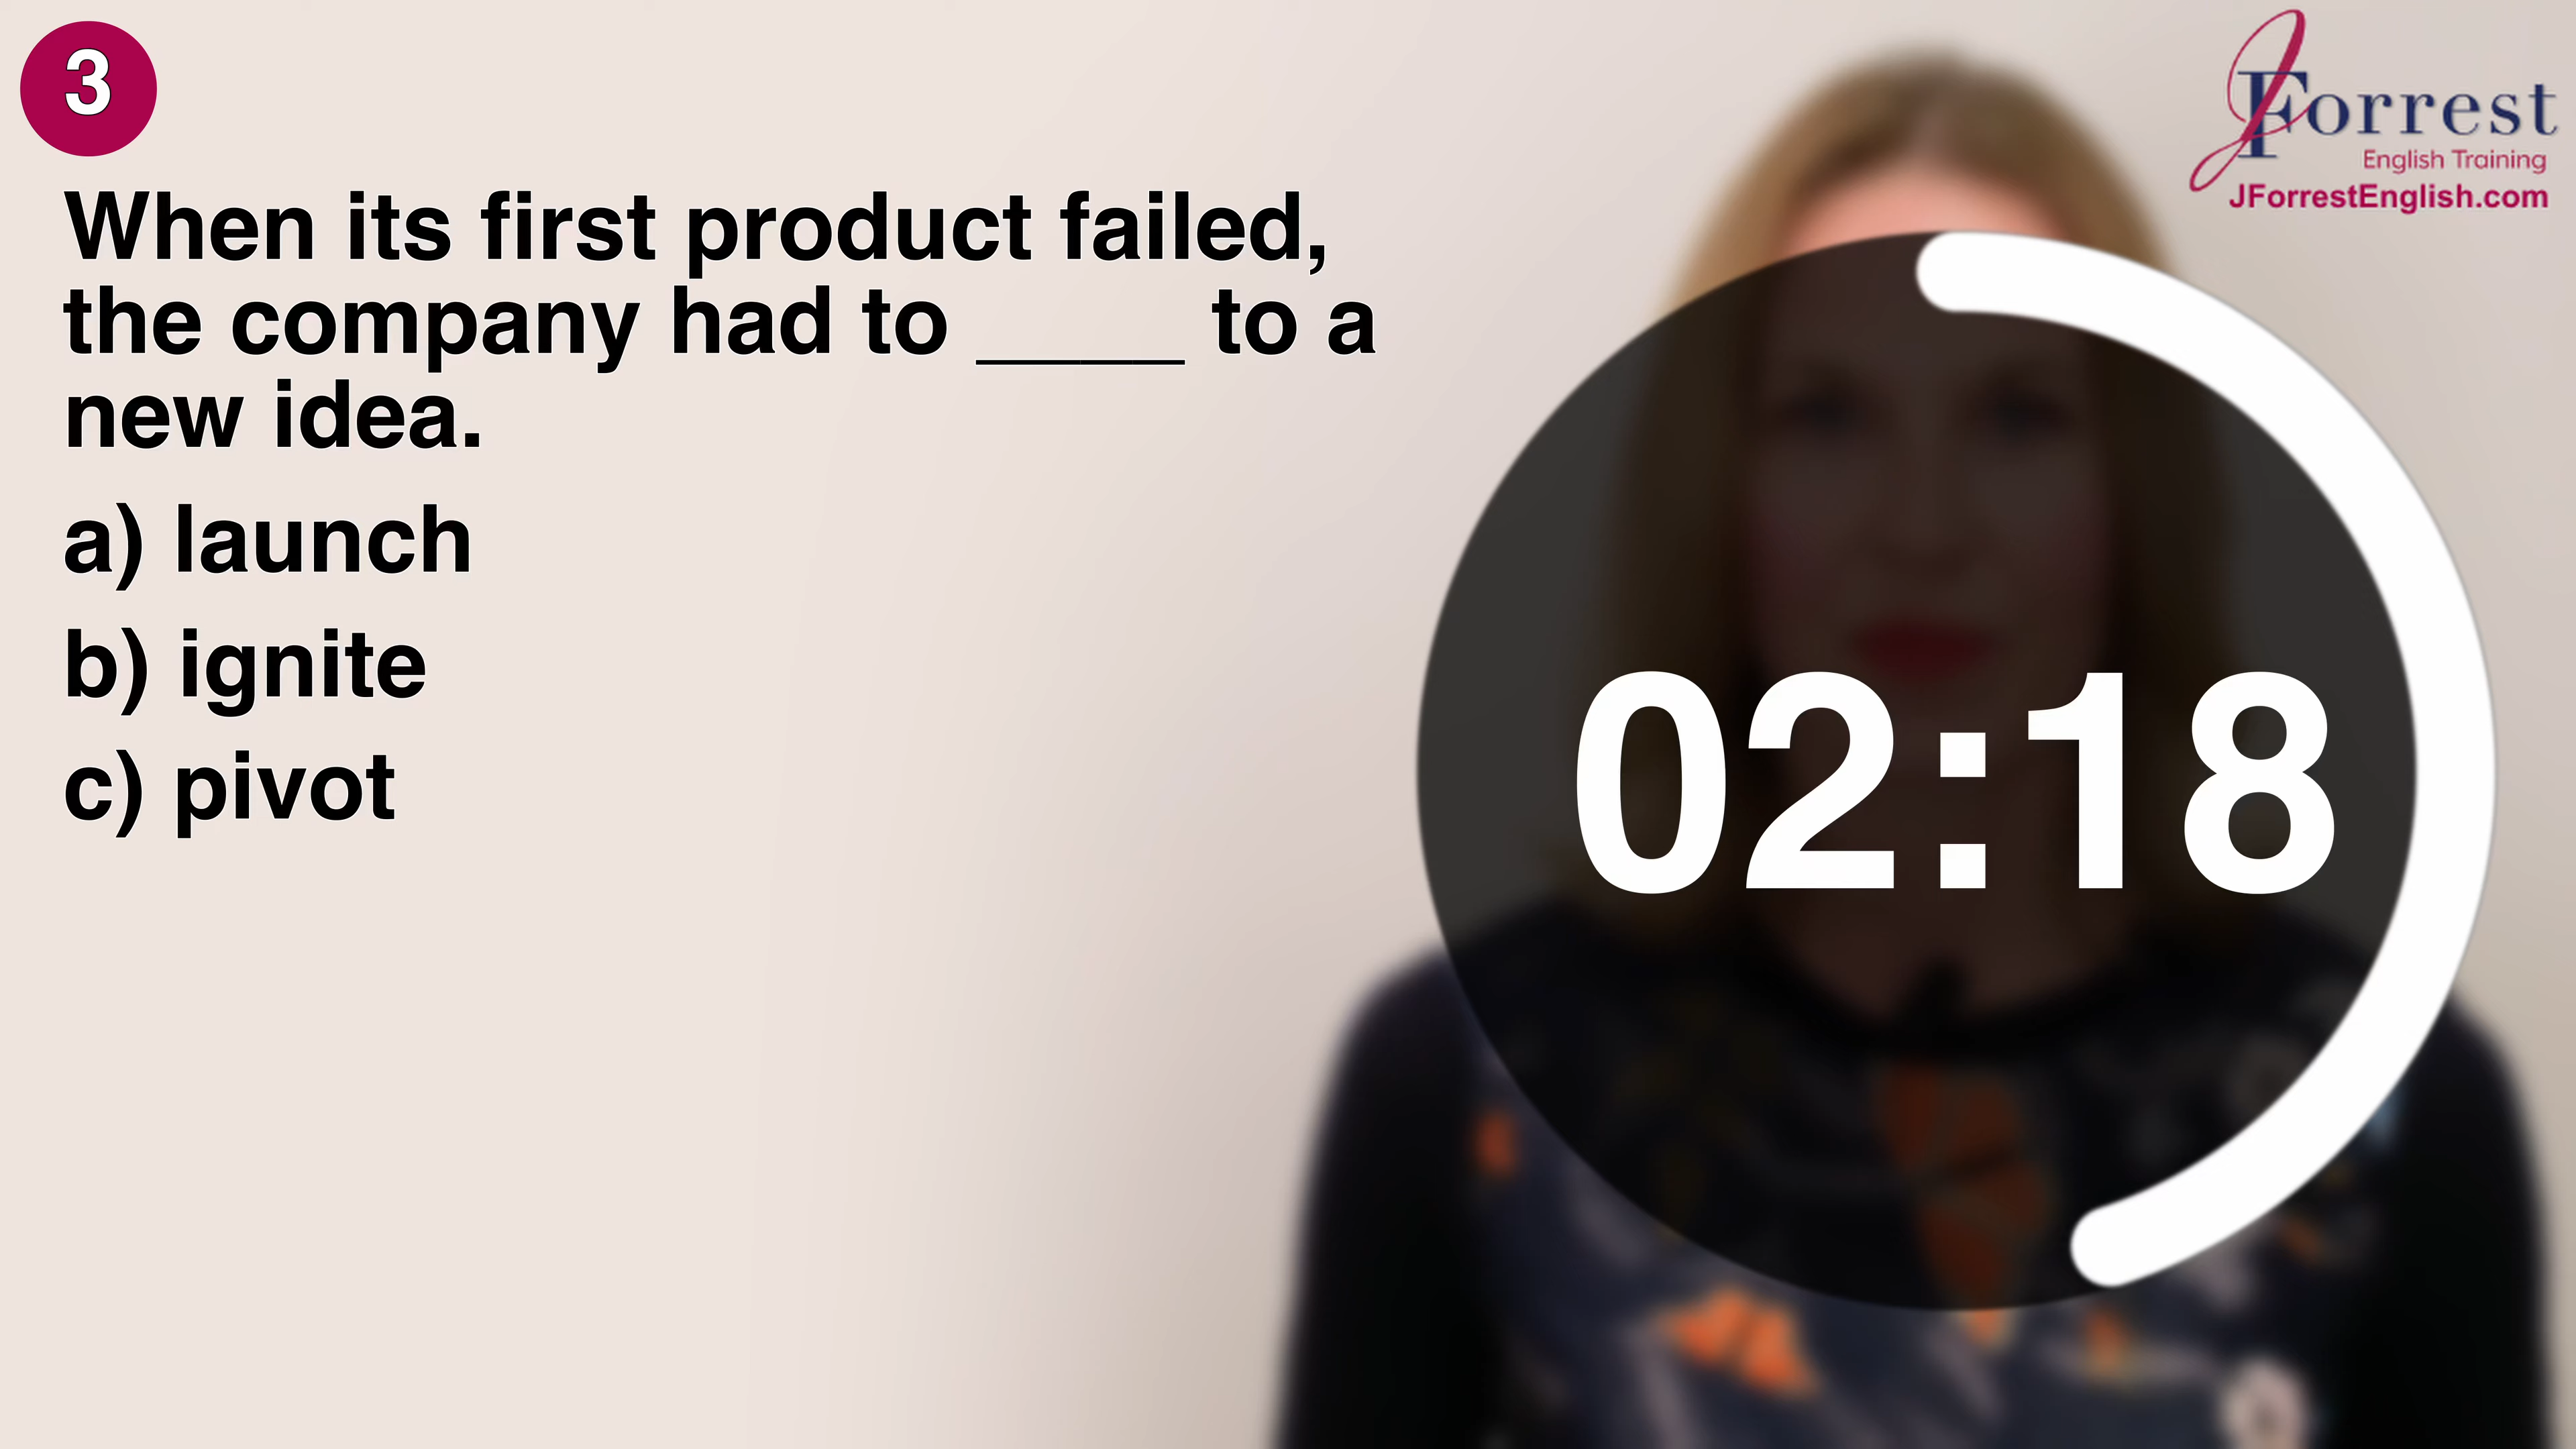 3
When its first product failed,
the company had to ____ to a
new idea.
a) launch
b) ignite
c) pivot
02:18
JForrest
English Training
JForrestEnglish.com